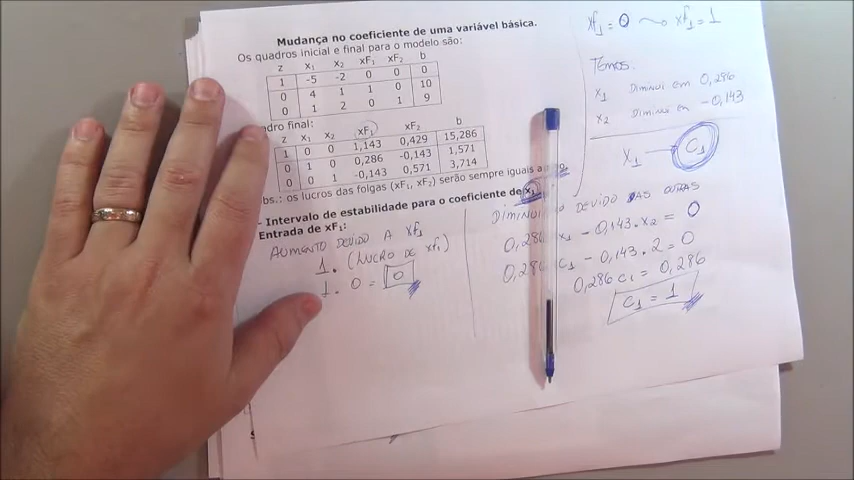 Mudança no coeficiente de uma variável básica.
Os quadros inicial e final para o modelo são:
z x₁ x₂ xF₁ xF₂ b
1 -5 -2 0 0 0
0 4 1 1 0 10
0 1 2 0 1 9
adro final:
z x₁ x₂ xF₁ xF₂ b
1 0 0 1,143 0,429 15,286
0 1 0 0,286 -0,143 1,571
0 0 1 -0,143 0,571 3,714
bs.: os lucros das folgas (xF₁, xF₂) serão sempre iguais a
- Intervalo de estabilidade para o coeficiente de x₁
Entrada de xF₁:
AUMENTO DEVIDO A xf₁
1. (LUCRO DE xf₁)
1. 0 = 0
xf₁ = 0 xf₁ = 1
TEMOS:
x₁ DIMINUI EM 0,286
x₂ DIMINUI EM -0,143
x₁ → C₁
DEVIDO AS OUTRAS
x₁ - 0,143.x₂ = 0
C₁ - 0,143.2 = 0
0,286 C₁ = 0,286
C₁ = 1